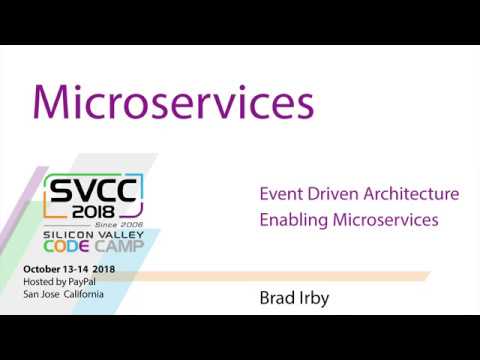 Microservices
SVCC
2018
Since 2006
SILICON VALLEY
CODE CAMP
October 13-14 2018
Hosted by PayPal
San Jose California
Event Driven Architecture
Enabling Microservices
Brad Irby